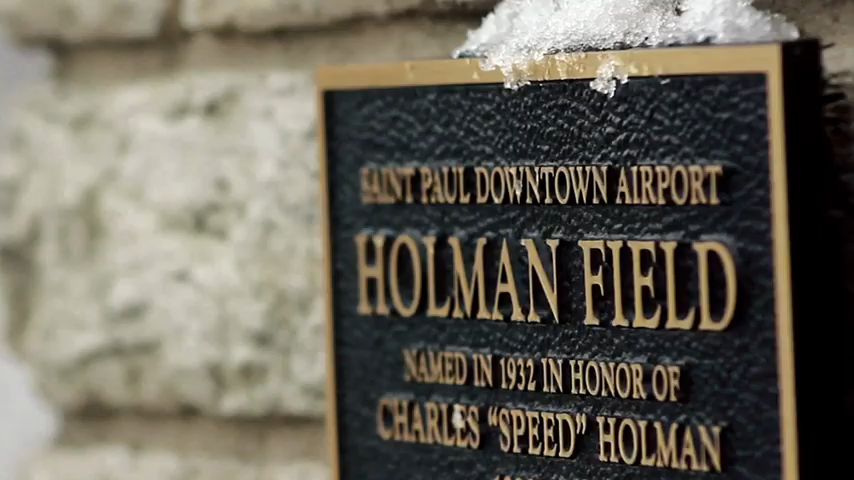 SAINT PAUL DOWNTOWN AIRPORT
HOLMAN FIELD
NAMED IN 1932 IN HONOR OF
CHARLES "SPEED" HOLMAN